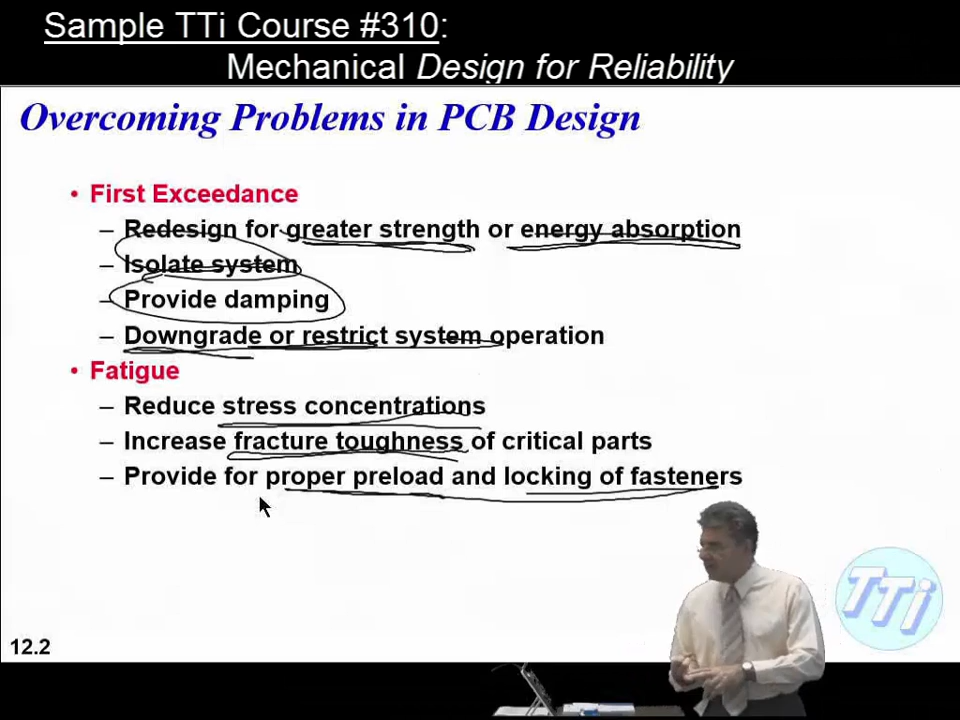 Sample TTi Course #310:
Mechanical Design for Reliability
Overcoming Problems in PCB Design
• First Exceedance
– Redesign for greater strength or energy absorption
– Isolate system
– Provide damping
– Downgrade or restrict system operation
• Fatigue
– Reduce stress concentrations
– Increase fracture toughness of critical parts
– Provide for proper preload and locking of fasteners
TTi
12.2